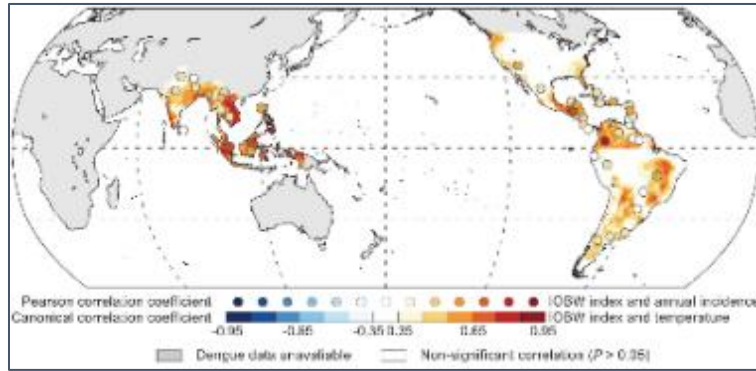 Pearson correlation coefficient IOBW index and annual incidence
Canonical correlation coefficient IOBW index and temperature
-0.95 -0.65 -0.35 0.35 0.65 0.95
Dengue data unavailable Non-significant correlation (P > 0.05)